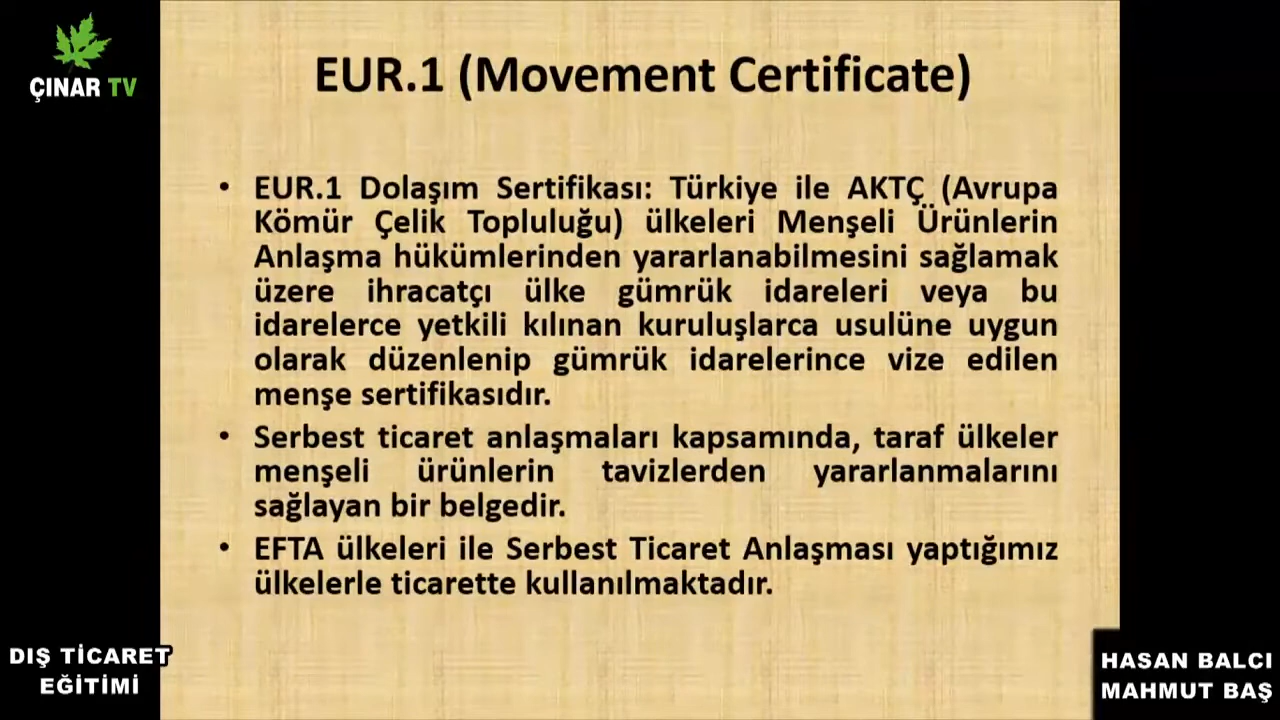 ÇINAR TV
EUR.1 (Movement Certificate)
• EUR.1 Dolaşım Sertifikası: Türkiye ile AKTÇ (Avrupa
Kömür Çelik Topluluğu) ülkeleri Menşeli Ürünlerin
Anlaşma hükümlerinden yararlanabilmesini sağlamak
üzere ihracatçı ülke gümrük idareleri veya bu
idarelerce yetkili kılınan kuruluşlarca usulüne uygun
olarak düzenlenip gümrük idarelerince vize edilen
menşe sertifikasıdır.
• Serbest ticaret anlaşmaları kapsamında, taraf ülkeler
menşeli ürünlerin tavizlerden yararlanmalarını
sağlayan bir belgedir.
• EFTA ülkeleri ile Serbest Ticaret Anlaşması yaptığımız
ülkelerle ticarette kullanılmaktadır.
DIŞ TİCARET
EĞİTİMİ
HASAN BALCI
MAHMUT BAŞ